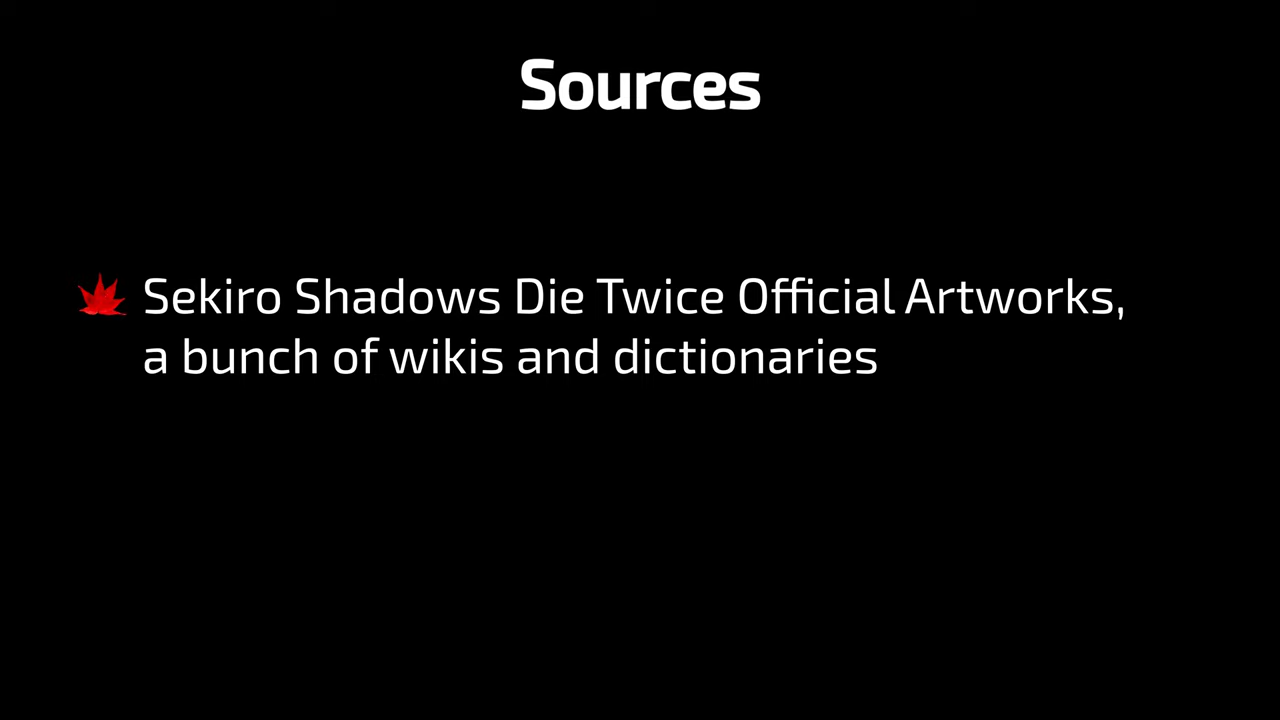 Sources
Sekiro Shadows Die Twice Official Artworks,
a bunch of wikis and dictionaries